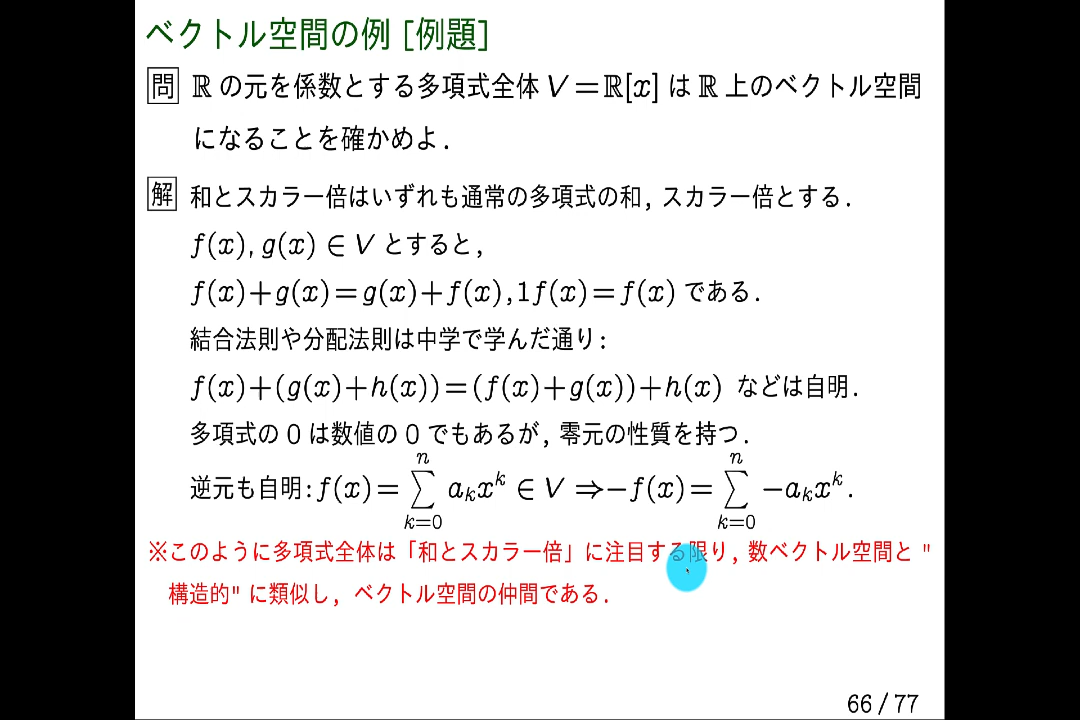 ベクトル空間の例 [例題]
問 ℝ の元を係数とする多項式全体 V=ℝ[x] は ℝ 上のベクトル空間
になることを確かめよ.
解 和とスカラー倍はいずれも通常の多項式の和, スカラー倍とする.
f(x), g(x) ∈ V とすると,
f(x)+g(x)=g(x)+f(x), 1f(x)=f(x) である.
結合法則や分配法則は中学で学んだ通り:
f(x)+(g(x)+h(x))=(f(x)+g(x))+h(x) などは自明.
多項式の 0 は数値の 0 でもあるが, 零元の性質を持つ.
逆元も自明: f(x)=∑_{k=0}^{n} a_k x^k ∈ V ⇒ −f(x)=∑_{k=0}^{n} −a_k x^k.
※このように多項式全体は「和とスカラー倍」に注目する限り, 数ベクトル空間と "
構造的" に類似し, ベクトル空間の仲間である.
66 / 77